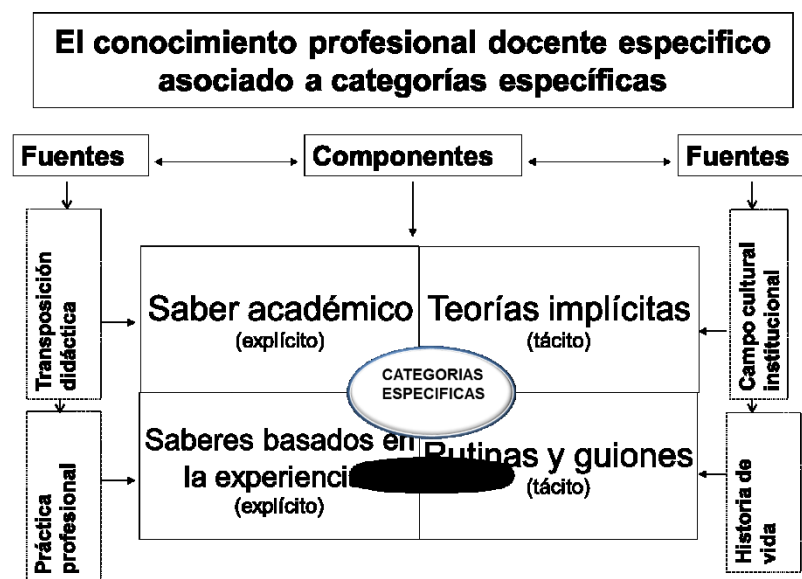 El conocimiento profesional docente especifico
asociado a categorías específicas
Fuentes
Componentes
Fuentes
Transposición
didáctica
Saber académico
(explícito)
Teorías implícitas
(tácito)
Campo cultural
institucional
CATEGORIAS
ESPECIFICAS
Práctica
profesional
Saberes basados en
la experienci
(explícito)
Rutinas y guiones
(tácito)
Historia de
vida